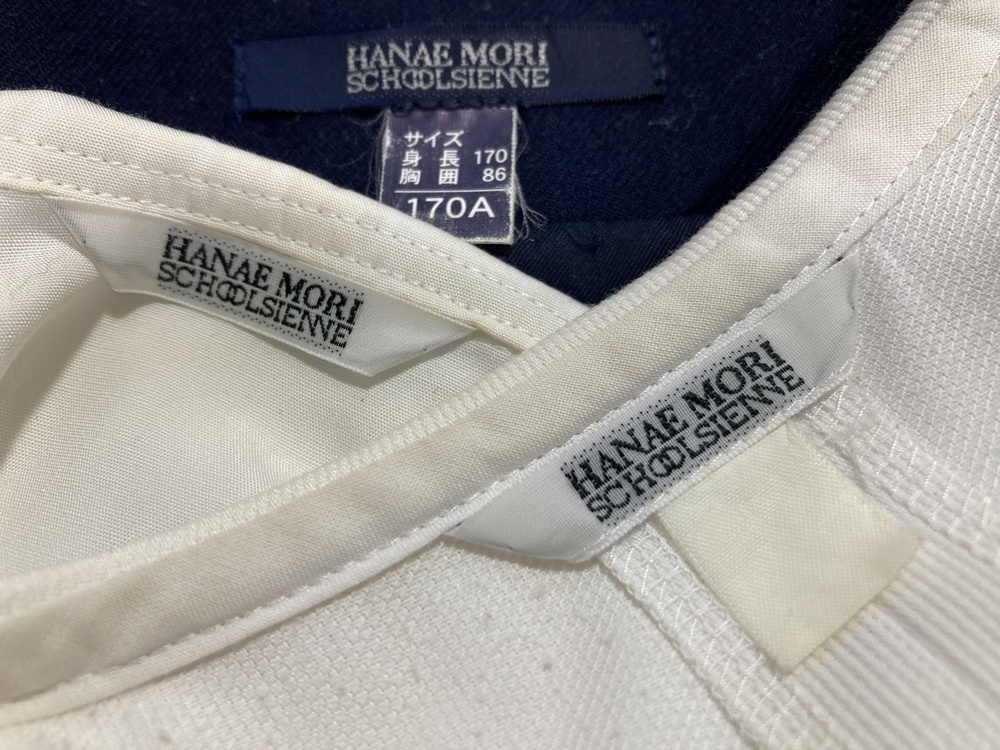 HANAE MORI
SCHOOLSIENNE
サイズ
身長 170
胸囲 86
170A
HANAE MORI
SCHOOLSIENNE
HANAE MORI
SCHOOLSIENNE